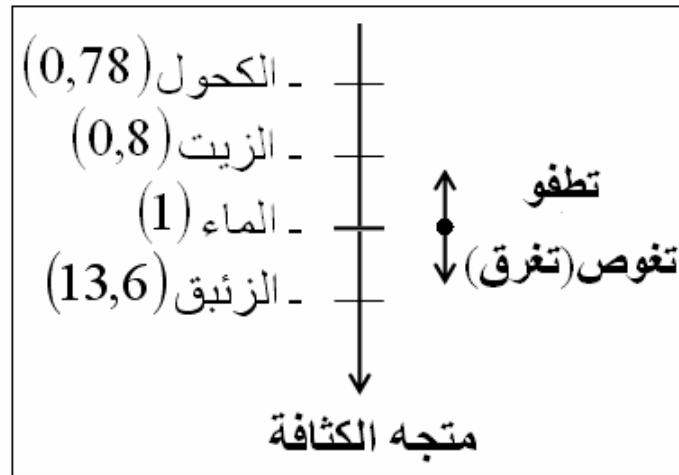 - الكحول (0,78)
- الزيت (0,8)
تطفو
- الماء (1)
تغوص(تغرق)
- الزئبق (13,6)
متجه الكثافة